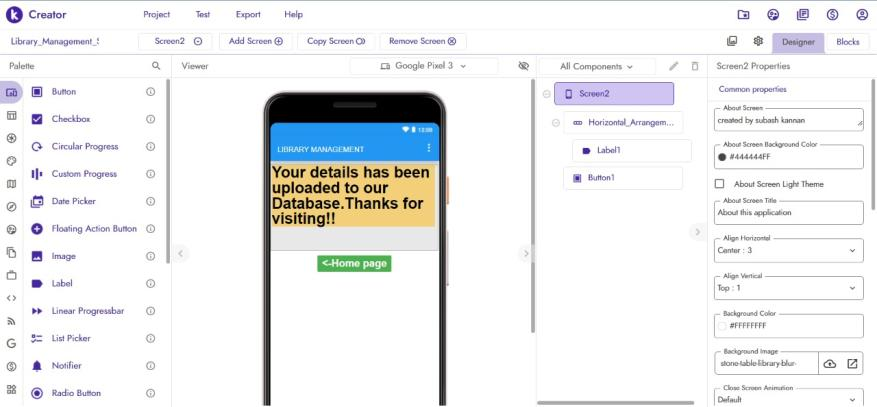 Creator
Project Test Export Help
Library_Management_S
Screen2 Add Screen Copy Screen Remove Screen Designer Blocks
Palette
Button
Checkbox
Circular Progress
Custom Progress
Date Picker
Floating Action Button
Image
Label
Linear Progressbar
List Picker
Notifier
Radio Button
Viewer
Google Pixel 3
12:00
LIBRARY MANAGEMENT
Your details has been
uploaded to our
Database.Thanks for
visiting!!
<-Home page
All Components
Screen2
Horizontal_Arrangem...
Label1
Button1
Screen2 Properties
Common properties
About Screen
created by subash kannan
About Screen Background Color
#444444FF
About Screen Light Theme
About Screen Title
About this application
Align Horizontal
Center : 3
Align Vertical
Top : 1
Background Color
#FFFFFFFF
Background Image
stone-table-library-blur-
Close Screen Animation
Default